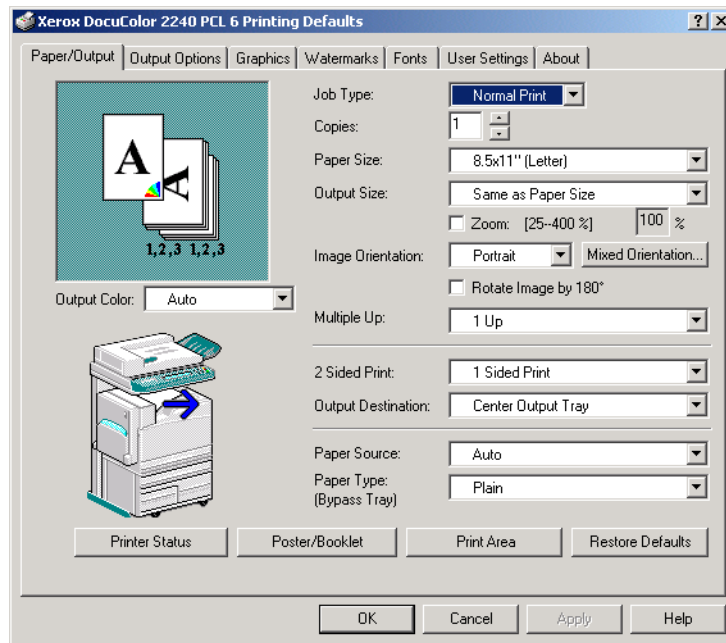 Xerox DocuColor 2240 PCL 6 Printing Defaults
Paper/Output Output Options Graphics Watermarks Fonts User Settings About
A
A
1,2,3 1,2,3
Output Color: Auto
Job Type: Normal Print
Copies: 1
Paper Size: 8.5x11" (Letter)
Output Size: Same as Paper Size
Zoom: [25--400 %] 100 %
Image Orientation: Portrait Mixed Orientation...
Rotate Image by 180°
Multiple Up: 1 Up
2 Sided Print: 1 Sided Print
Output Destination: Center Output Tray
Paper Source: Auto
Paper Type: Plain
(Bypass Tray)
Printer Status Poster/Booklet Print Area Restore Defaults
OK Cancel Apply Help